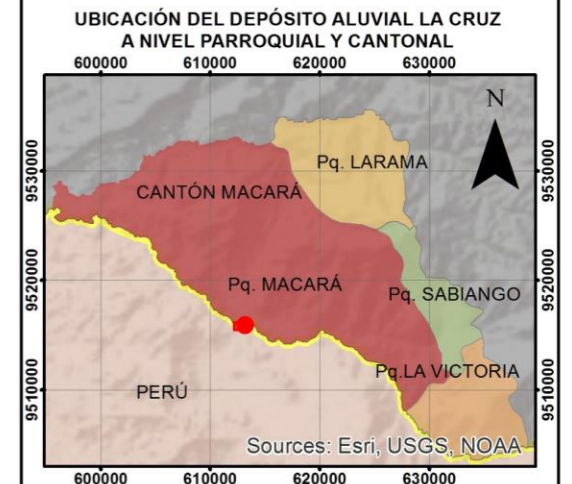 UBICACIÓN DEL DEPÓSITO ALUVIAL LA CRUZ
A NIVEL PARROQUIAL Y CANTONAL
600000 610000 620000 630000
N
Pq. LARAMA
9530000 9530000
CANTÓN MACARÁ
Pq. MACARÁ
9520000 9520000
Pq. SABIANGO
Pq.LA VICTORIA
9510000 9510000
PERÚ
Sources: Esri, USGS, NOAA
600000 610000 620000 630000